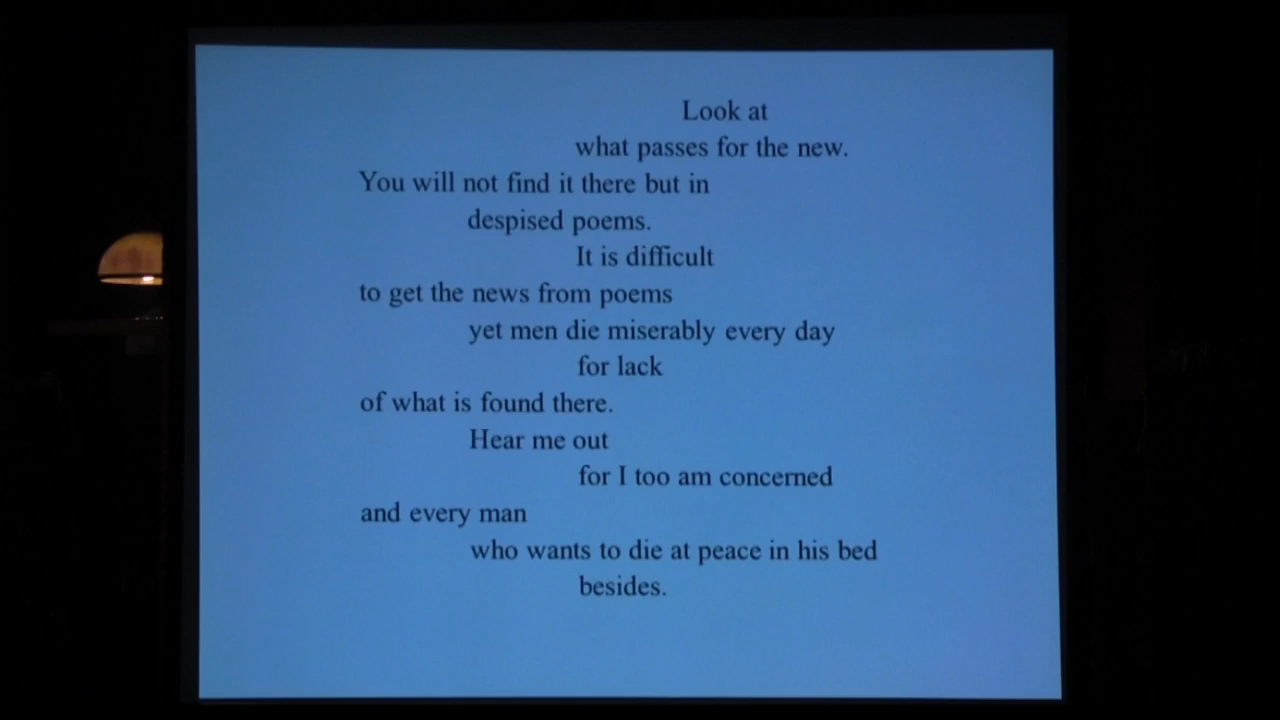 Look at
what passes for the new.
You will not find it there but in
despised poems.
It is difficult
to get the news from poems
yet men die miserably every day
for lack
of what is found there.
Hear me out
for I too am concerned
and every man
who wants to die at peace in his bed
besides.